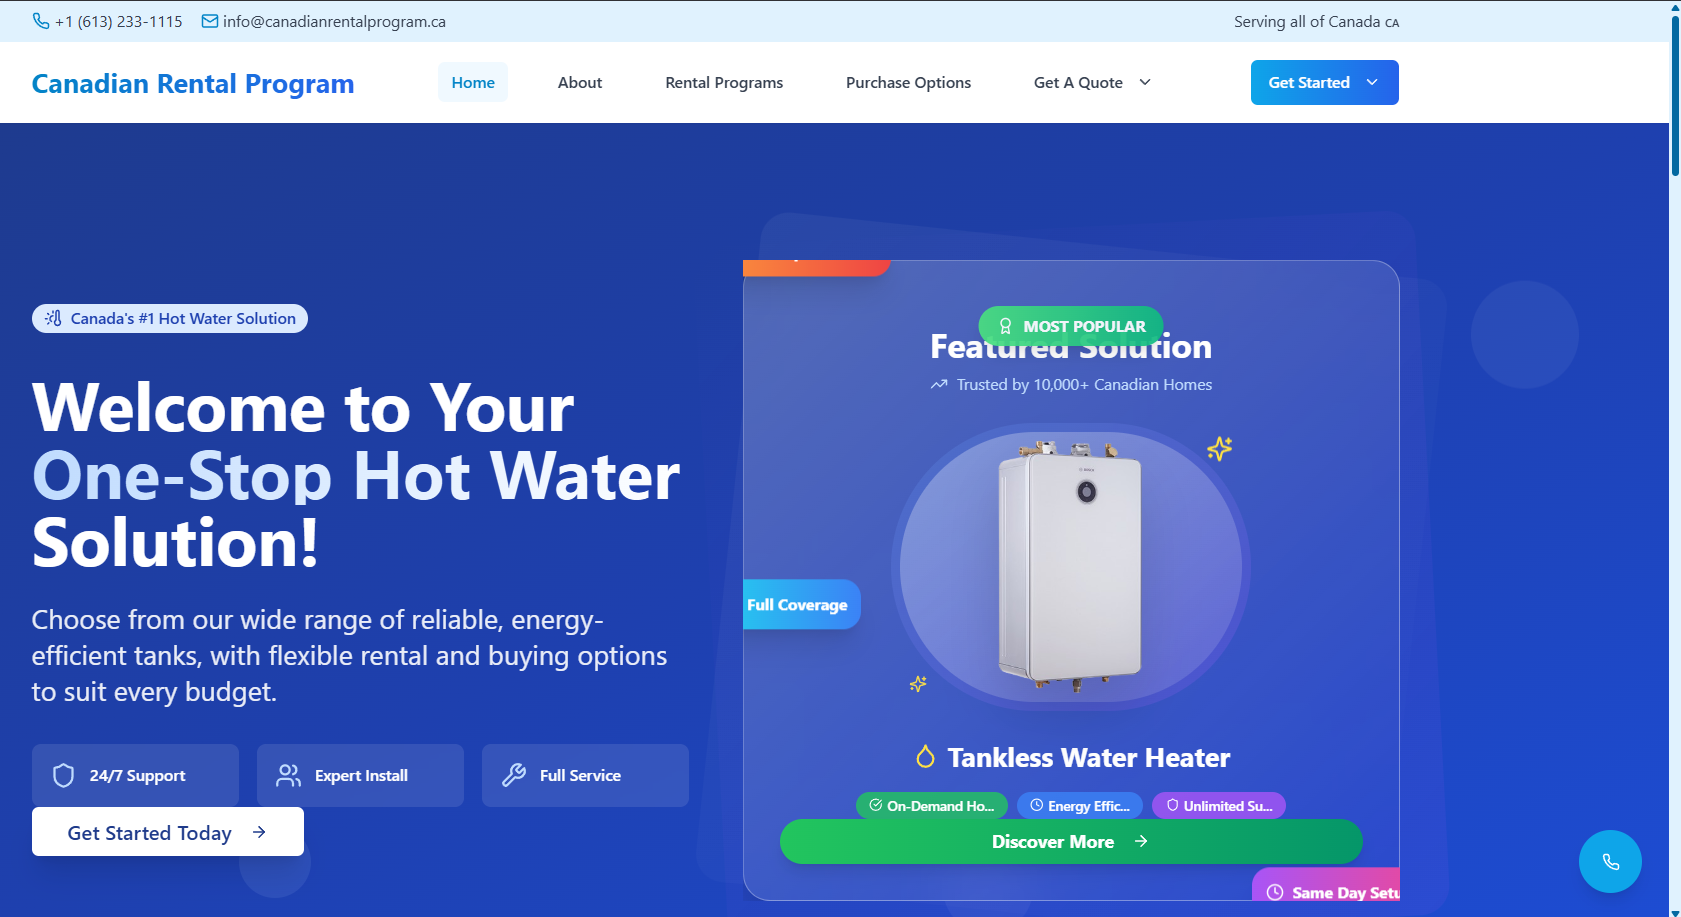 +1 (613) 233-1115
info@canadianrentalprogram.ca
Serving all of Canada CA
Canadian Rental Program
Home
About
Rental Programs
Purchase Options
Get A Quote
Get Started
Canada's #1 Hot Water Solution
Welcome to Your
One-Stop Hot Water
Solution!
Choose from our wide range of reliable, energy-
efficient tanks, with flexible rental and buying options
to suit every budget.
24/7 Support
Expert Install
Full Service
Get Started Today
MOST POPULAR
Featured Solution
Trusted by 10,000+ Canadian Homes
Full Coverage
Tankless Water Heater
On-Demand Ho...
Energy Effic...
Unlimited Su...
Discover More
Same Day Setu